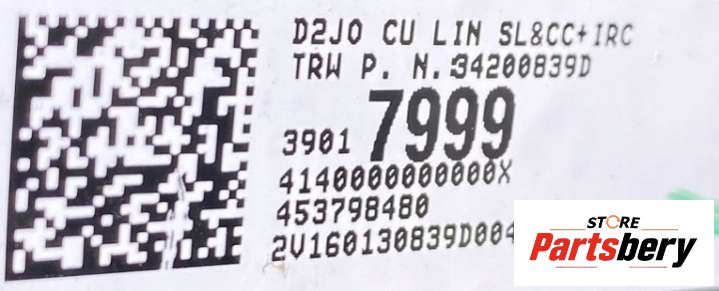 D2JO CU LIN SL&CC+IRC
TRW P. N.34200839D
3901 7999
4140000000000X
453798480
2V160130839D004
STORE
Partsbery